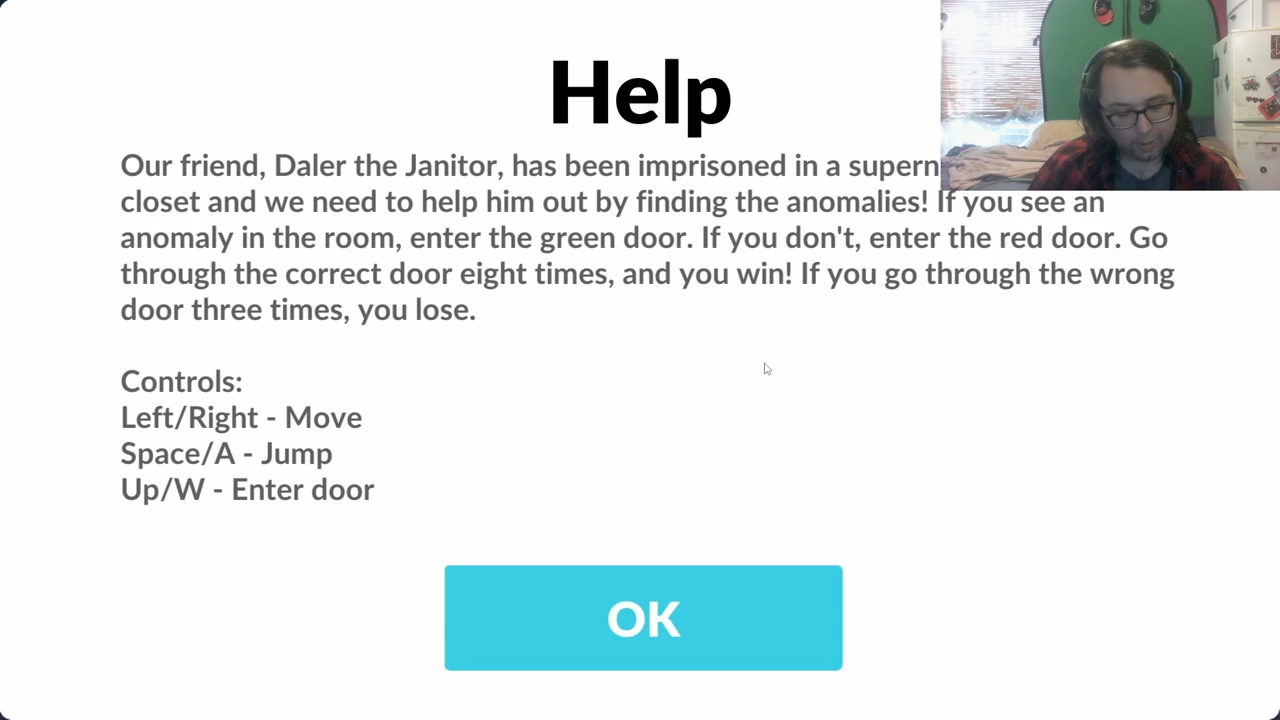 Help
Our friend, Daler the Janitor, has been imprisoned in a
closet and we need to help him out by finding the anomalies! If you see an
anomaly in the room, enter the green door. If you don't, enter the red door. Go
through the correct door eight times, and you win! If you go through the wrong
door three times, you lose.
Controls:
Left/Right - Move
Space/A - Jump
Up/W - Enter door
OK